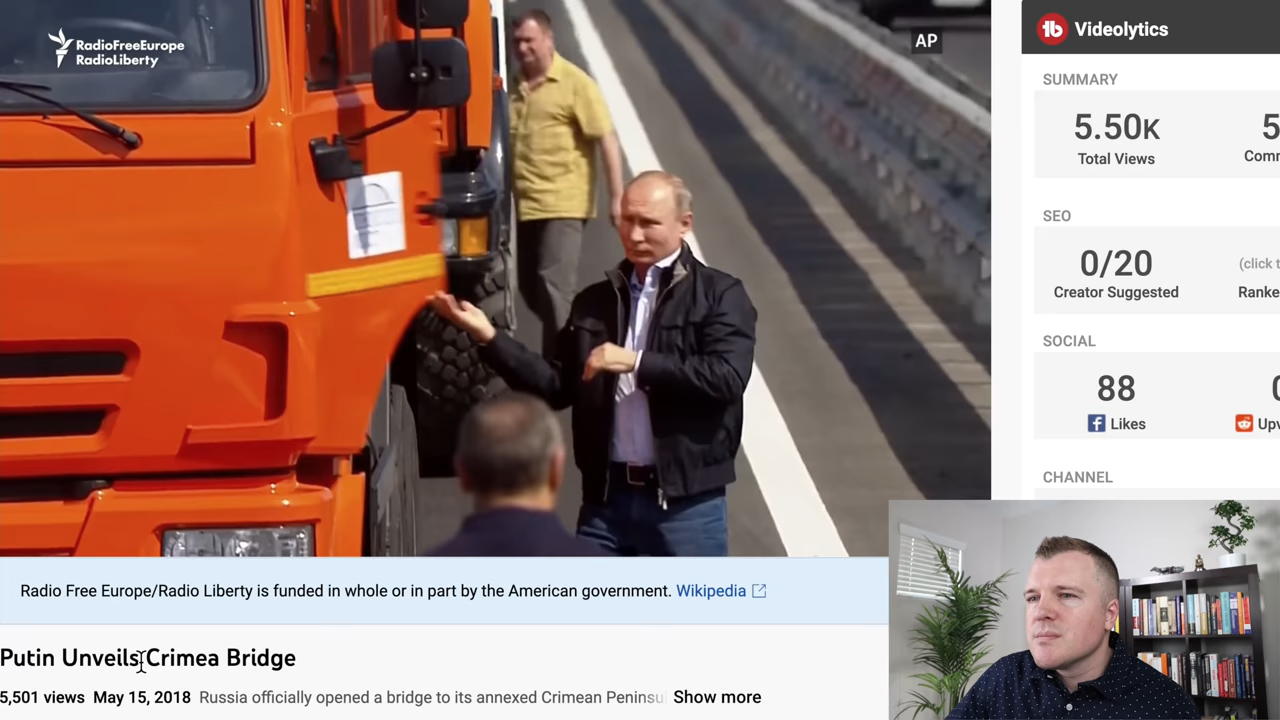 RadioFreeEurope
RadioLiberty
AP
Videolytics
SUMMARY
5.50K
5
Total Views
Comm
SEO
0/20
(click t
Creator Suggested
Ranke
SOCIAL
88
Likes
Upv
CHANNEL
Radio Free Europe/Radio Liberty is funded in whole or in part by the American government. Wikipedia
Putin Unveils Crimea Bridge
5,501 views May 15, 2018 Russia officially opened a bridge to its annexed Crimean Peninsu Show more